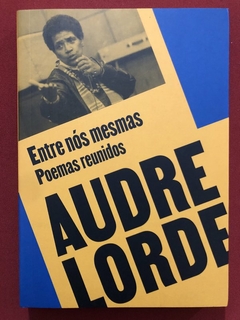 Entre nós mesmas
Poemas reunidos
AUDRE
LORDE